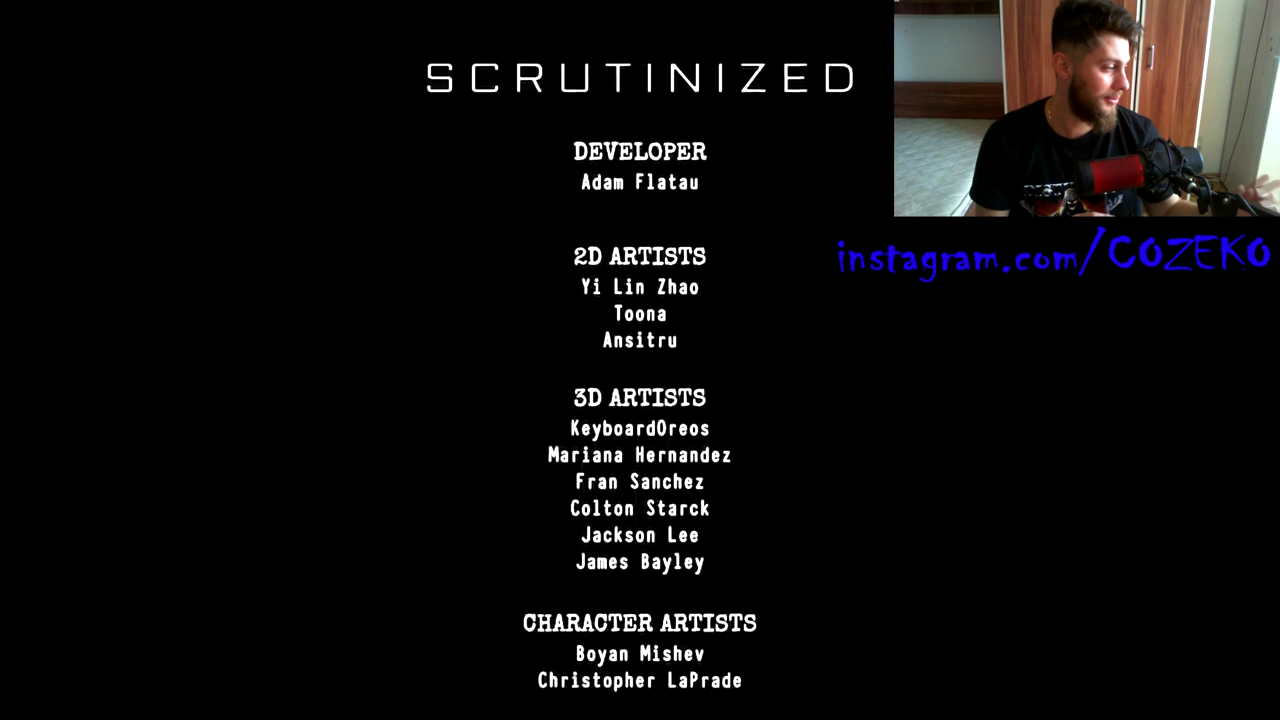 SCRUTINIZED
DEVELOPER
Adam Flatau
instagram.com/COZEKO
2D ARTISTS
Yi Lin Zhao
Toona
Ansitru
3D ARTISTS
KeyboardOreos
Mariana Hernandez
Fran Sanchez
Colton Starck
Jackson Lee
James Bayley
CHARACTER ARTISTS
Boyan Mishev
Christopher LaPrade